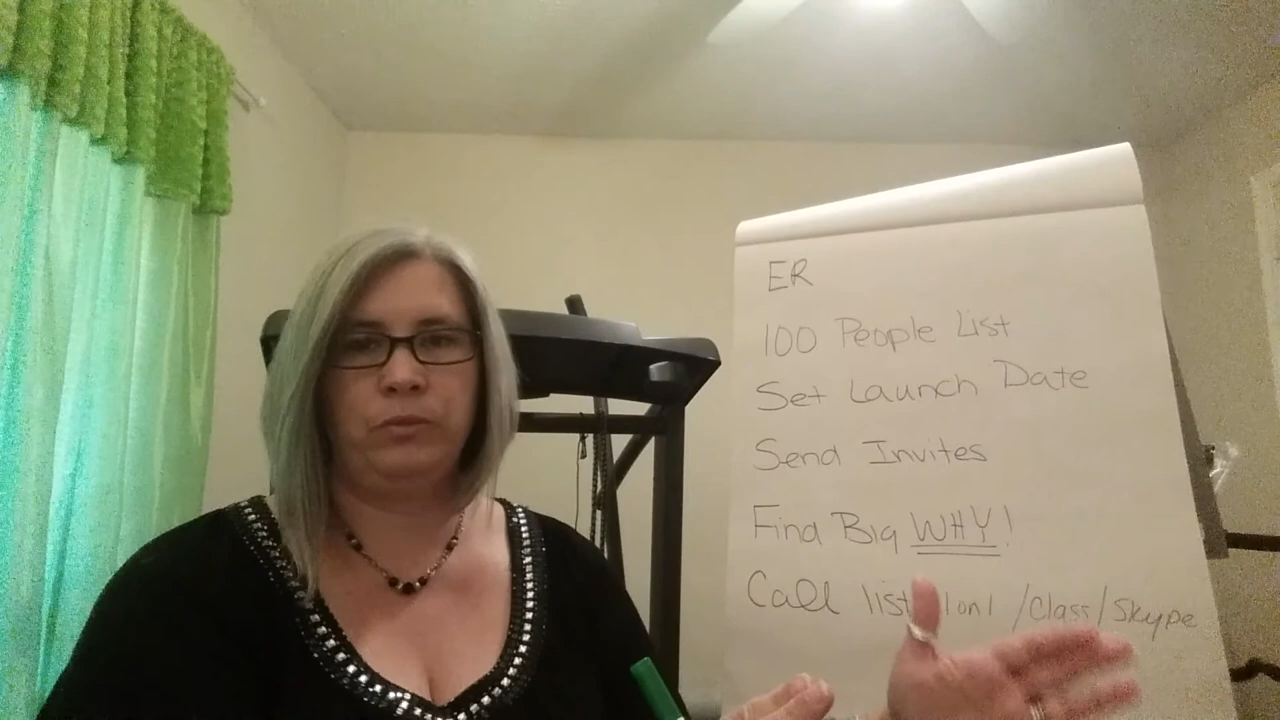 ER
100 People List
Set Launch Date
Send Invites
Find Big WHY!
Call list 1on1 /Class/Skype